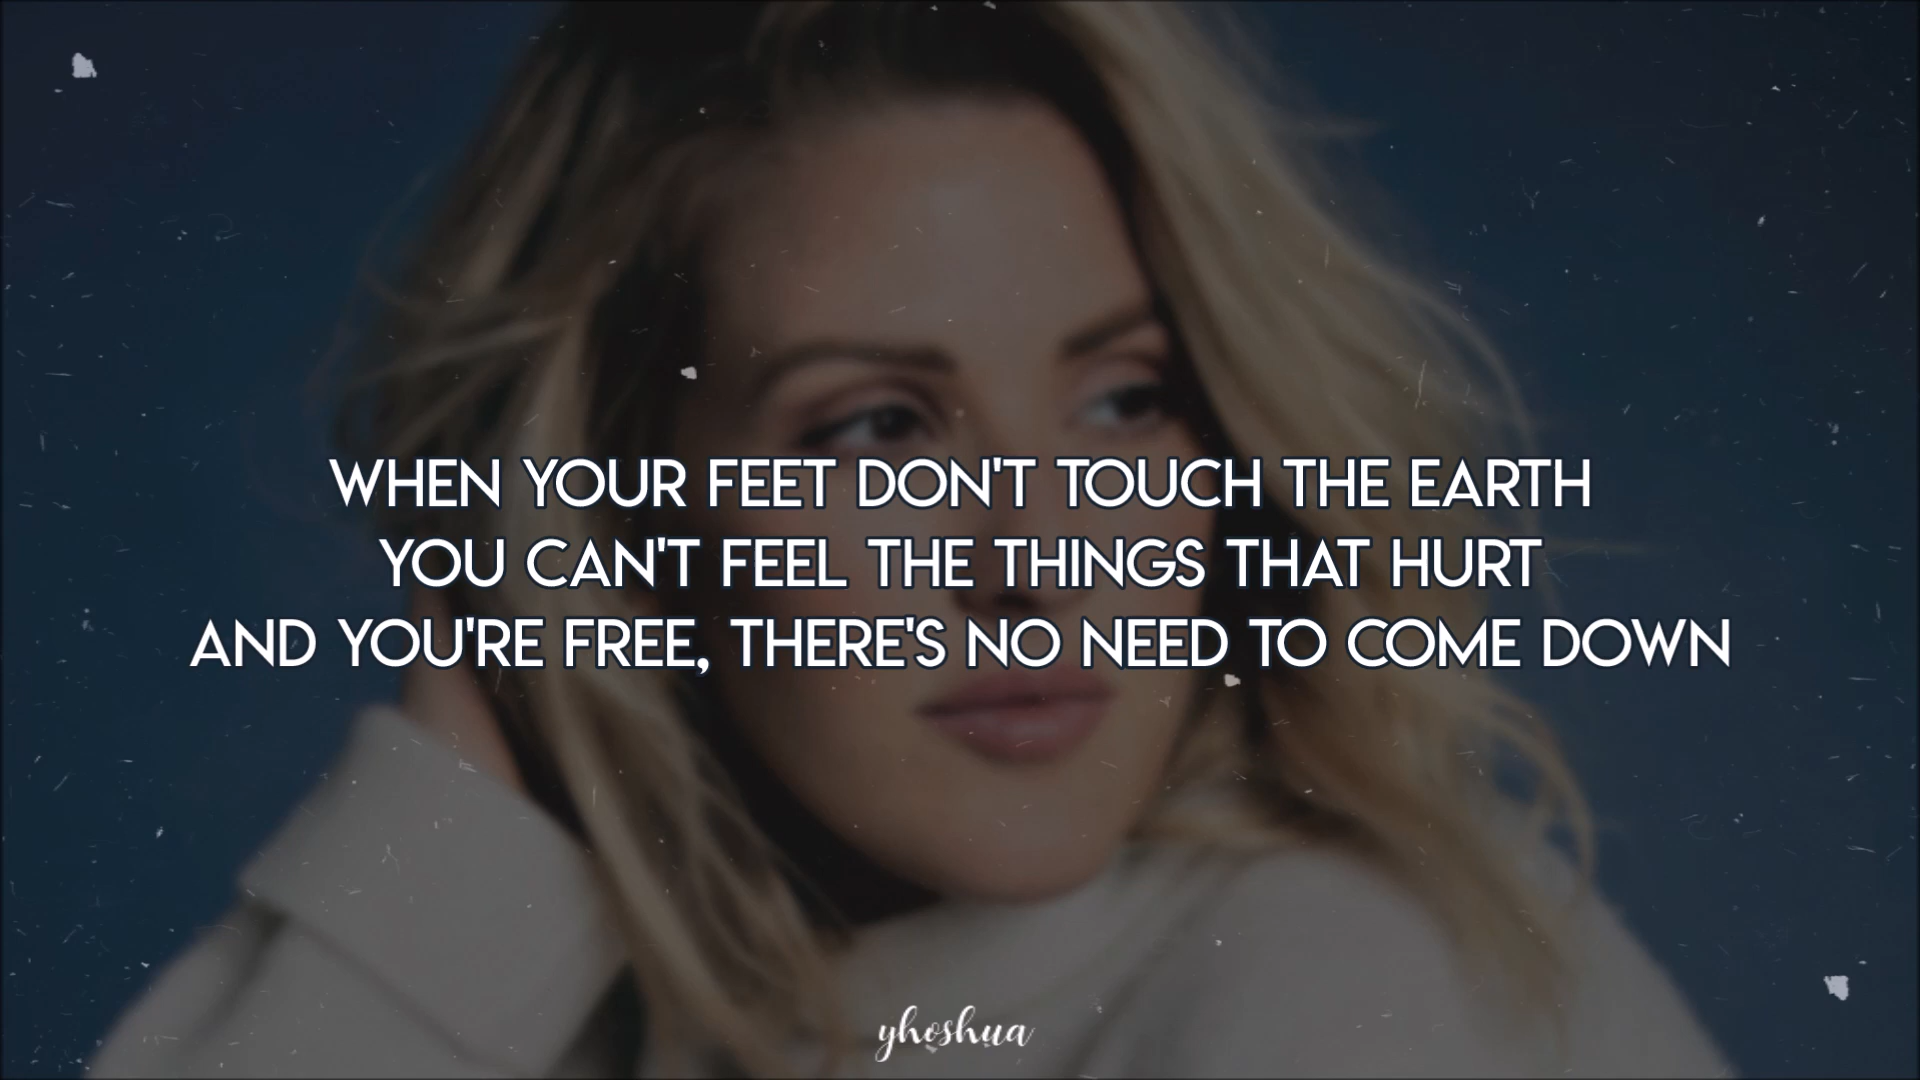 WHEN YOUR FEET DON'T TOUCH THE EARTH
YOU CAN'T FEEL THE THINGS THAT HURT
AND YOU'RE FREE, THERE'S NO NEED TO COME DOWN
yhoshua